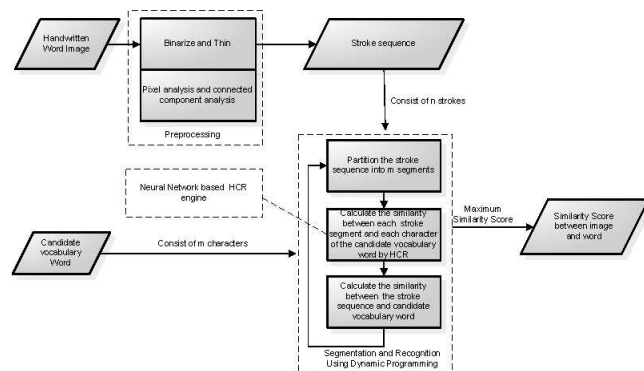 Handwritten
Word Image
Binarize and Thin
Pixel analysis and connected
component analysis
Preprocessing
Stroke sequence
Consist of n strokes
Partition the stroke
sequence into m segments
Neural Network based HCR
engine
Calculate the similarity
between each stroke
segment and each character
of the candidate vocabulary
word by HCR
Maximum
Similarity Score
Similarity Score
between image
and word
Candidate
vocabulary
Word
Consist of m characters
Calculate the similarity
between the stroke
sequence and candidate
vocabulary word
Segmentation and Recognition
Using Dynamic Programming